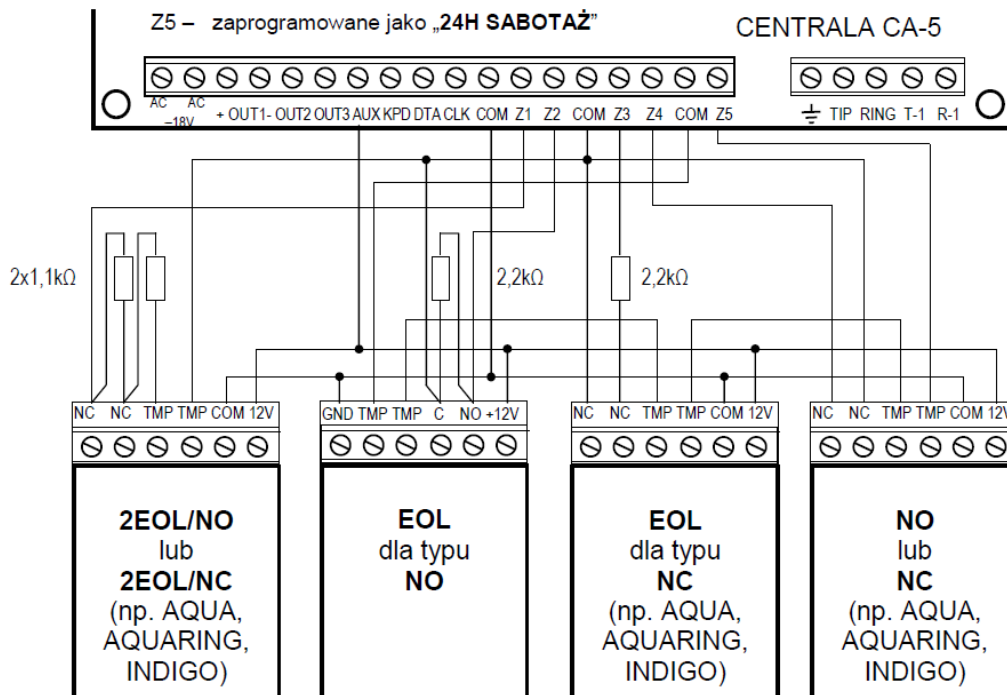 Z5 – zaprogramowane jako „24H SABOTAŻ”
CENTRALA CA-5
AC AC
~18V
+ OUT1- OUT2 OUT3 AUX KPD DTA CLK COM Z1 Z2 COM Z3 Z4 COM Z5
TIP RING T-1 R-1
2x1,1kΩ
2,2kΩ
2,2kΩ
NC NC TMP TMP COM 12V
GND TMP TMP C NO +12V
NC NC TMP TMP COM 12V
NC NC TMP TMP COM 12V
2EOL/NO
lub
2EOL/NC
(np. AQUA,
AQUARING,
INDIGO)
EOL
dla typu
NO
EOL
dla typu
NC
(np. AQUA,
AQUARING,
INDIGO)
NO
lub
NC
(np. AQUA,
AQUARING,
INDIGO)